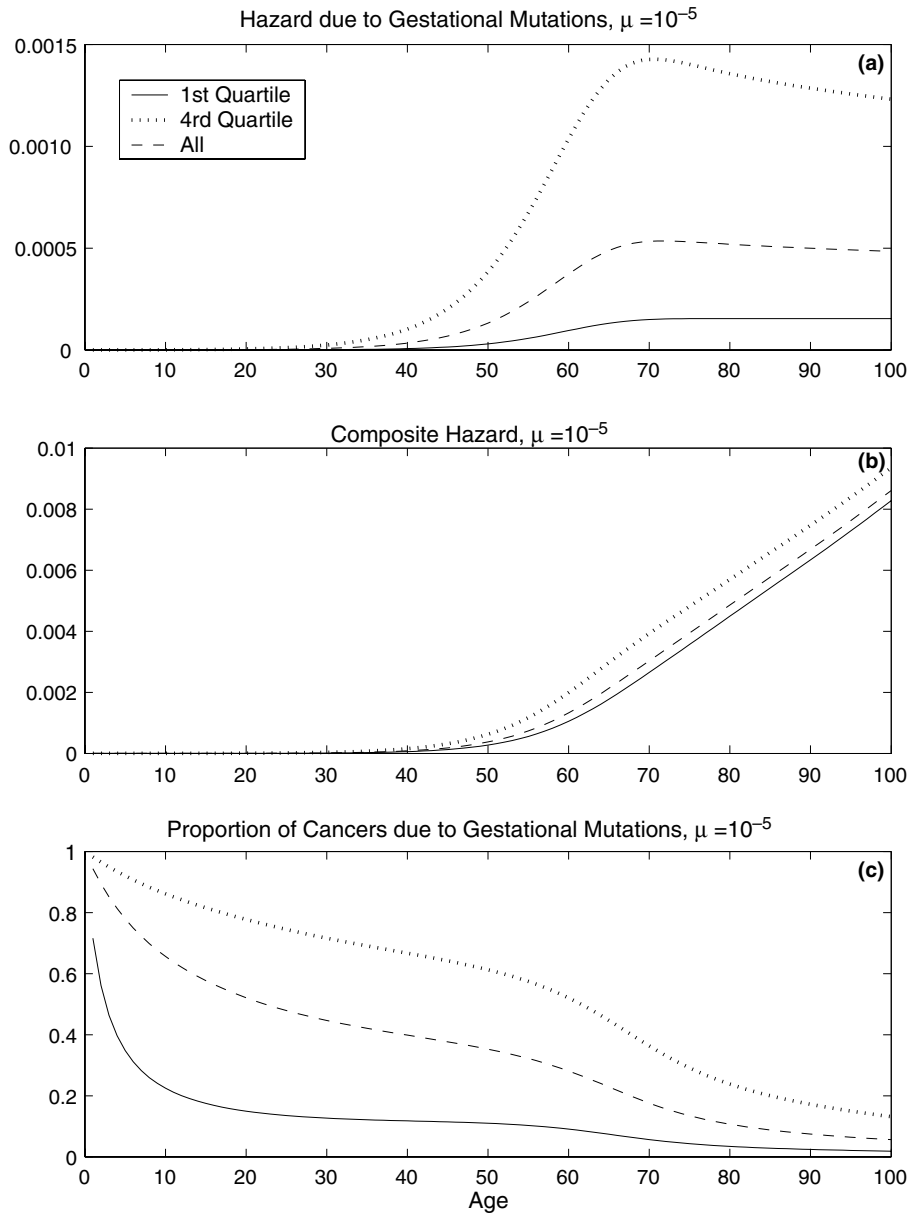 Hazard due to Gestational Mutations, μ =10⁻⁵
(a)
0.0015
0.0010
0.0005
0
1st Quartile
4rd Quartile
All
0 10 20 30 40 50 60 70 80 90 100
Composite Hazard, μ =10⁻⁵
(b)
0.01
0.008
0.006
0.004
0.002
0
0 10 20 30 40 50 60 70 80 90 100
Proportion of Cancers due to Gestational Mutations, μ =10⁻⁵
(c)
1
0.8
0.6
0.4
0.2
0
0 10 20 30 40 50 60 70 80 90 100
Age